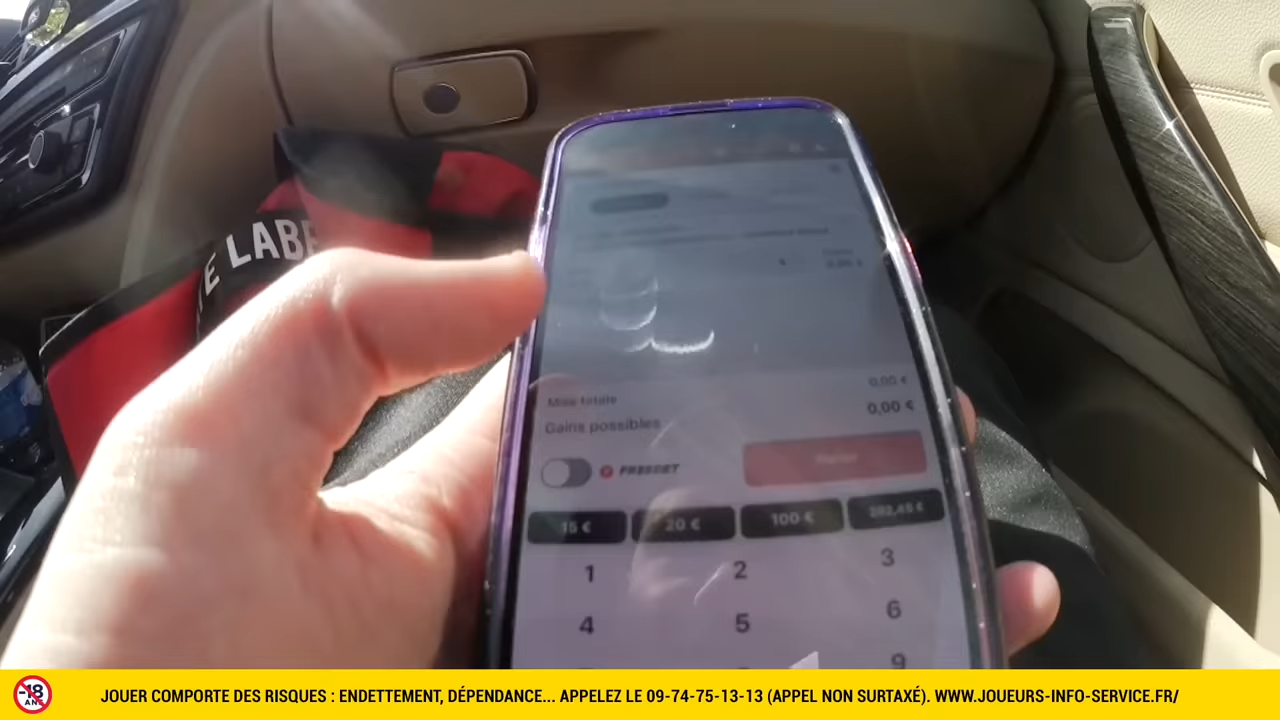 TE LABE
Mise totale 0,00 €
Gains possibles 0,00 €
FREEBET
15 € 20 € 100 €
1 2 3
4 5 6
9
-18
ANS
JOUER COMPORTE DES RISQUES : ENDETTEMENT, DÉPENDANCE... APPELEZ LE 09-74-75-13-13 (APPEL NON SURTAXÉ). WWW.JOUEURS-INFO-SERVICE.FR/